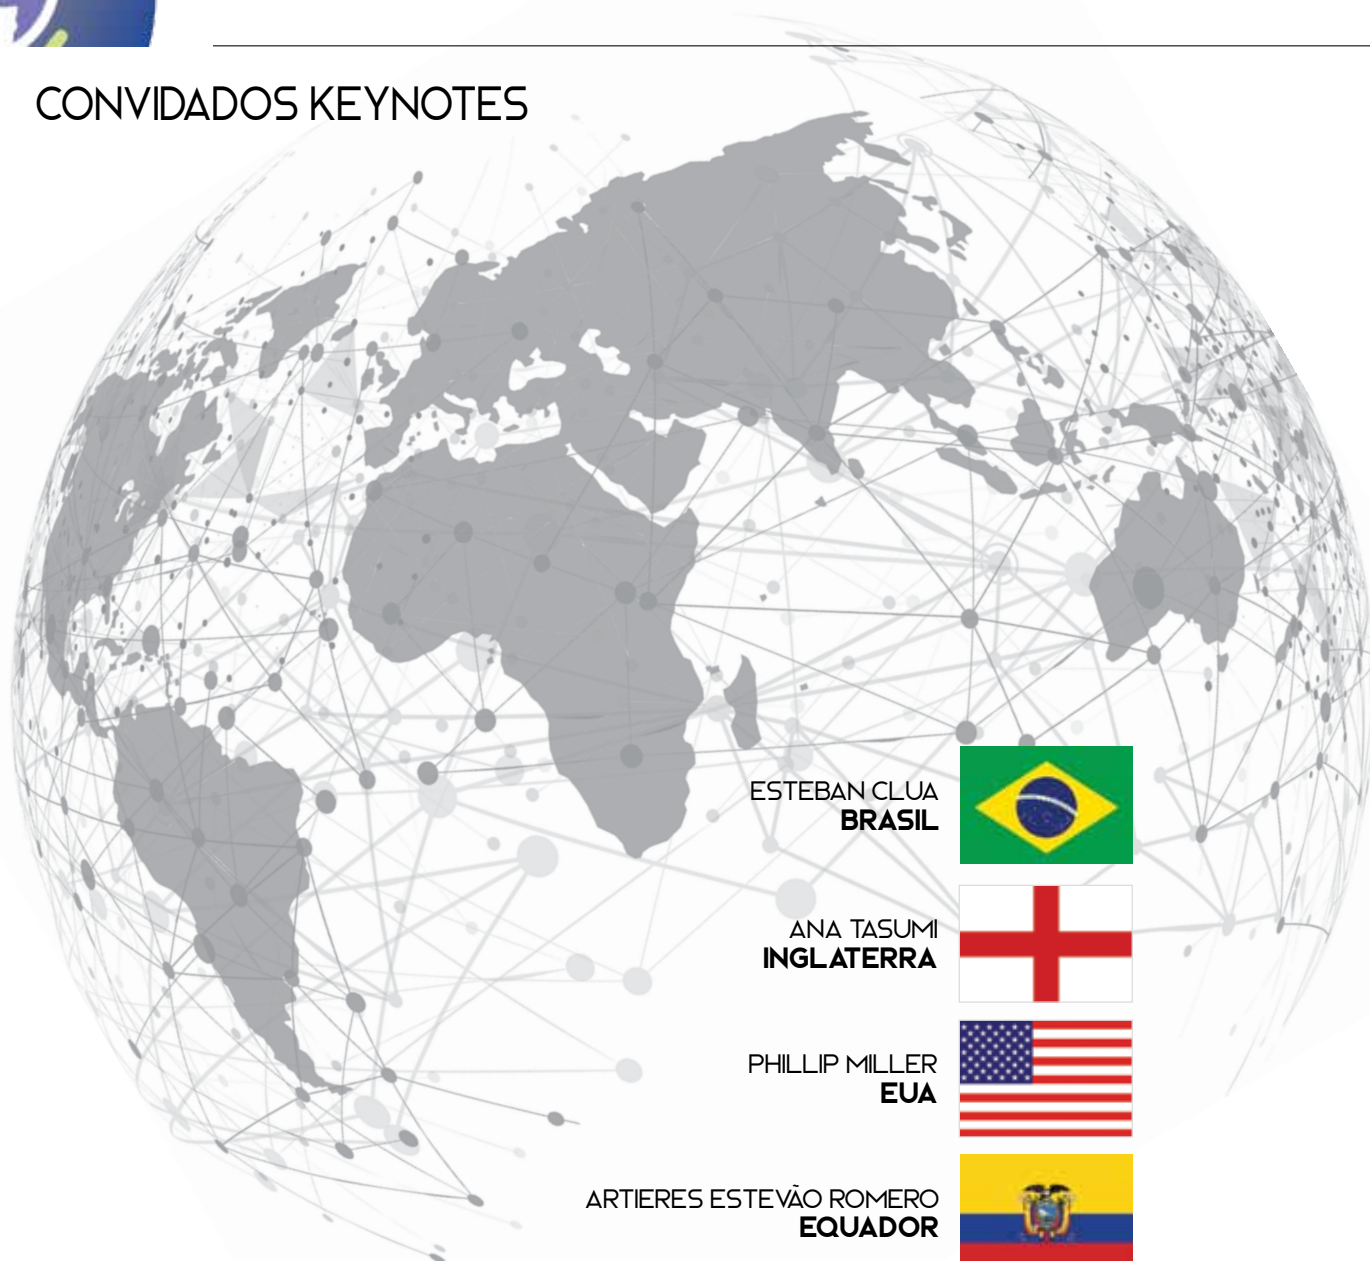 CONVIDADOS KEYNOTES
ESTEBAN CLUA
BRASIL
ANA TASUMI
INGLATERRA
PHILLIP MILLER
EUA
ARTIERES ESTEVÃO ROMERO
EQUADOR